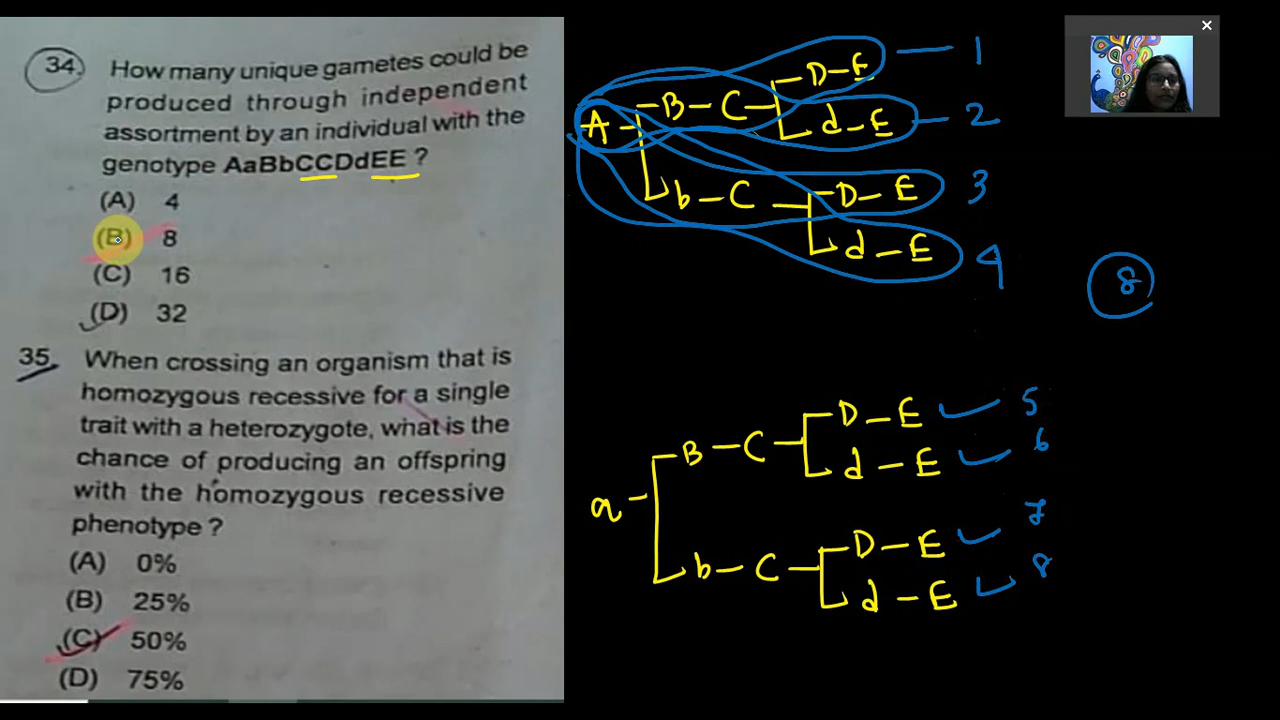 34. How many unique gametes could be
produced through independent
assortment by an individual with the
genotype AaBbCCDdEE ?
(A) 4
(B) 8
(C) 16
(D) 32
35. When crossing an organism that is
homozygous recessive for a single
trait with a heterozygote, what is the
chance of producing an offspring
with the homozygous recessive
phenotype ?
(A) 0%
(B) 25%
(C) 50%
(D) 75%
D - E 1
A - B - C
d - E 2
b - C - D - E 3
d - E 4
8
D - E 5
B - C
d - E 6
a -
D - E 7
b - C
d - E 8